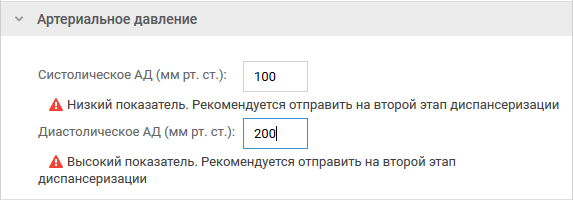 Артериальное давление
Систолическое АД (мм рт. ст.): 100
Низкий показатель. Рекомендуется отправить на второй этап диспансеризации
Диастолическое АД (мм рт. ст.): 200
Высокий показатель. Рекомендуется отправить на второй этап
диспансеризации